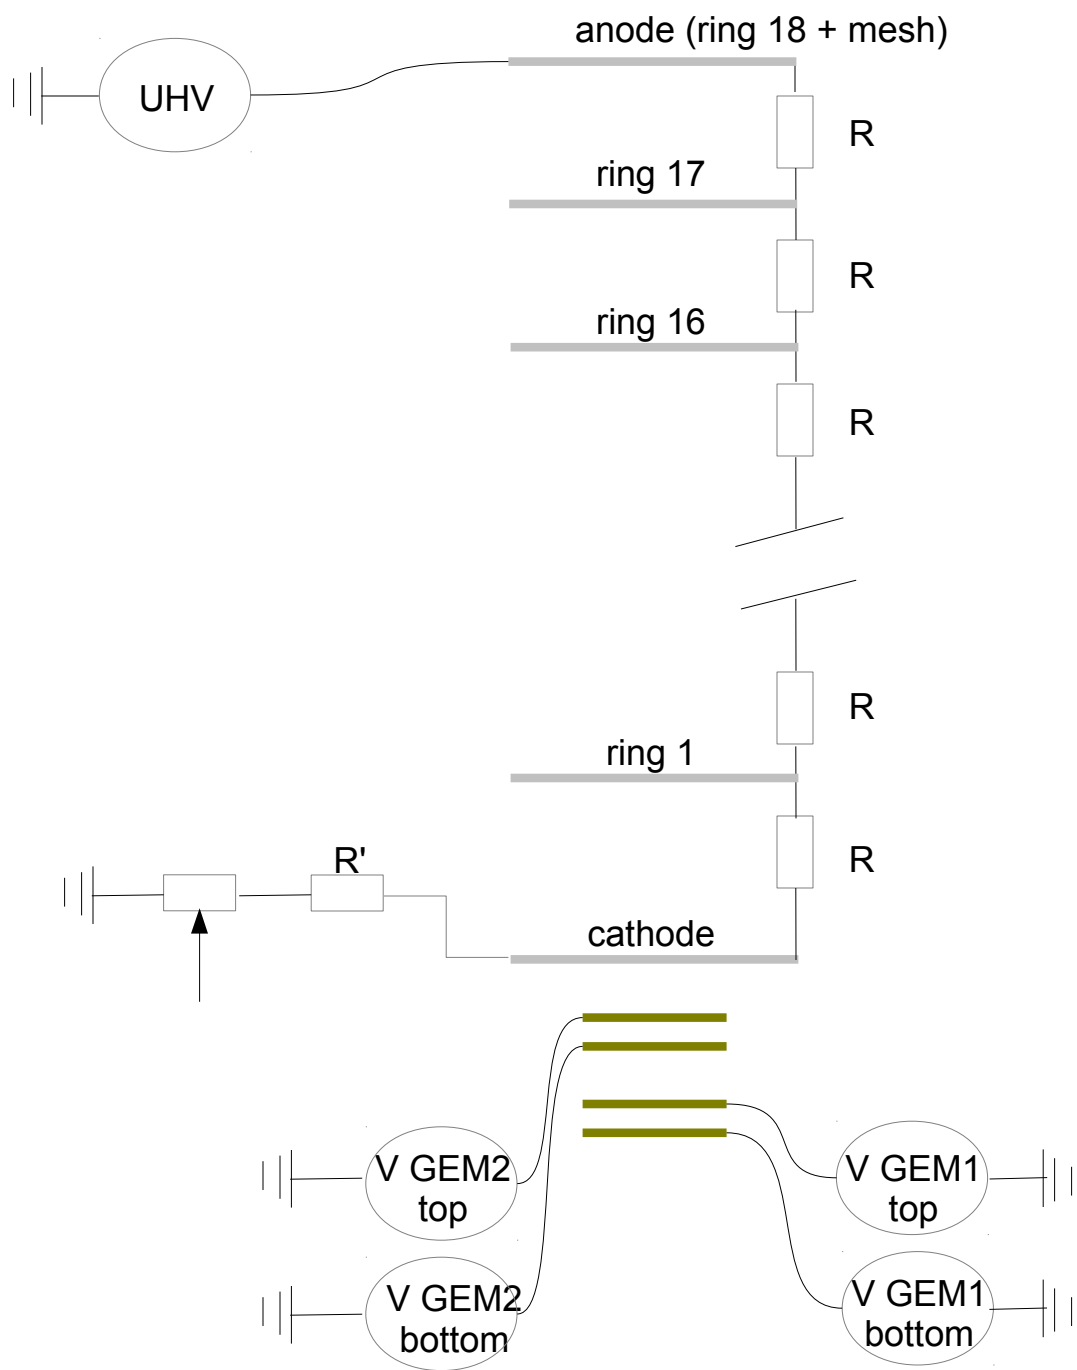 anode (ring 18 + mesh)
UHV
R
ring 17
R
ring 16
R
R
ring 1
R'
R
cathode
V GEM2
top
V GEM1
top
V GEM2
bottom
V GEM1
bottom